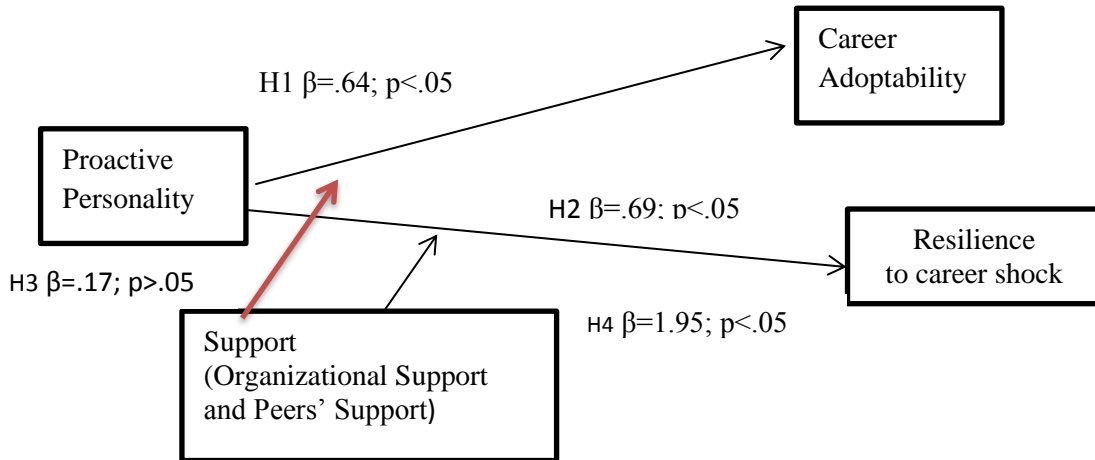 Career
Adoptability
H1 β=.64; p<.05
Proactive
Personality
H2 β=.69; p<.05
Resilience
to career shock
H3 β=.17; p>.05
H4 β=1.95; p<.05
Support
(Organizational Support
and Peers’ Support)